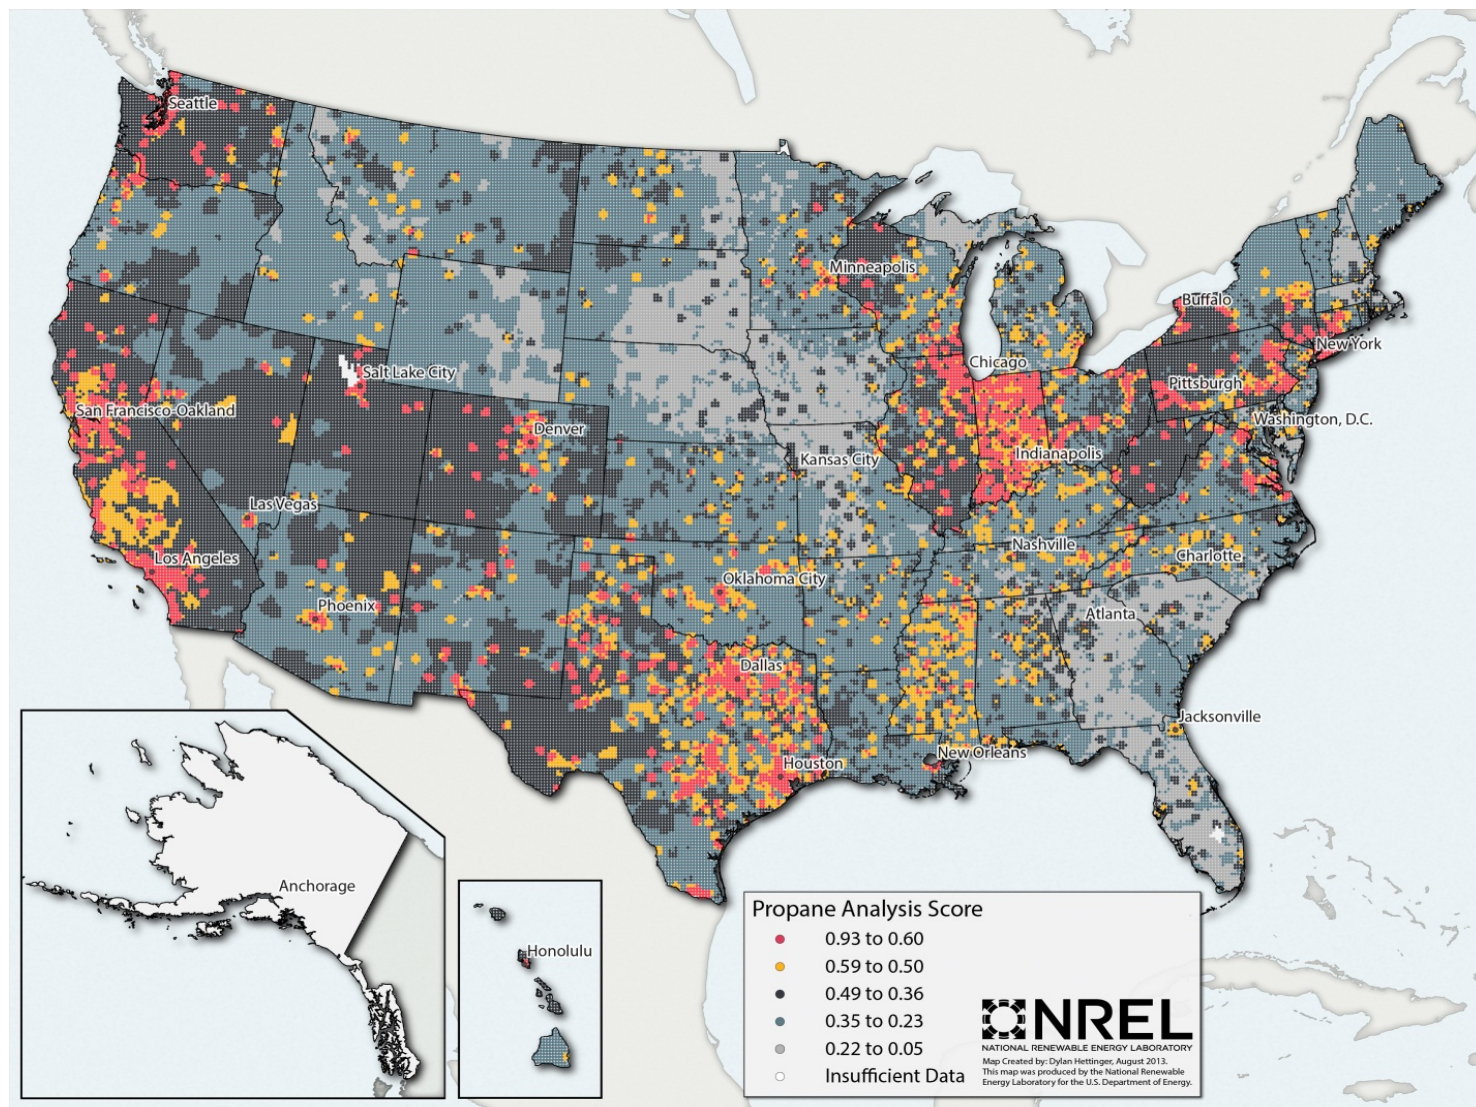 Seattle
Minneapolis
Buffalo
New York
Chicago
Salt Lake City
Pittsburgh
San Francisco-Oakland
Washington, D.C.
Denver
Indianapolis
Kansas City
Las Vegas
Nashville
Charlotte
Los Angeles
Oklahoma City
Phoenix
Atlanta
Dallas
Jacksonville
New Orleans
Houston
Anchorage
Honolulu
Propane Analysis Score
0.93 to 0.60
0.59 to 0.50
0.49 to 0.36
0.35 to 0.23
0.22 to 0.05
Insufficient Data
NREL
NATIONAL RENEWABLE ENERGY LABORATORY
Map Created by: Dylan Hettinger, August 2013.
This map was produced by the National Renewable
Energy Laboratory for the U.S. Department of Energy.